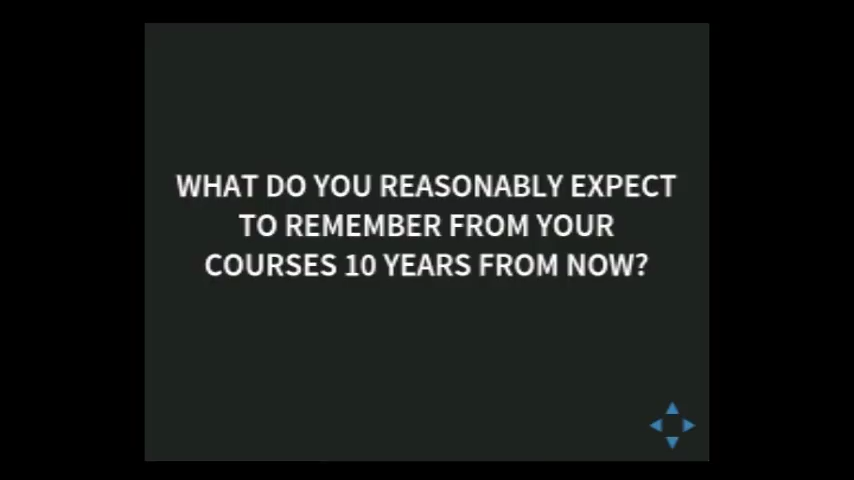 WHAT DO YOU REASONABLY EXPECT
TO REMEMBER FROM YOUR
COURSES 10 YEARS FROM NOW?